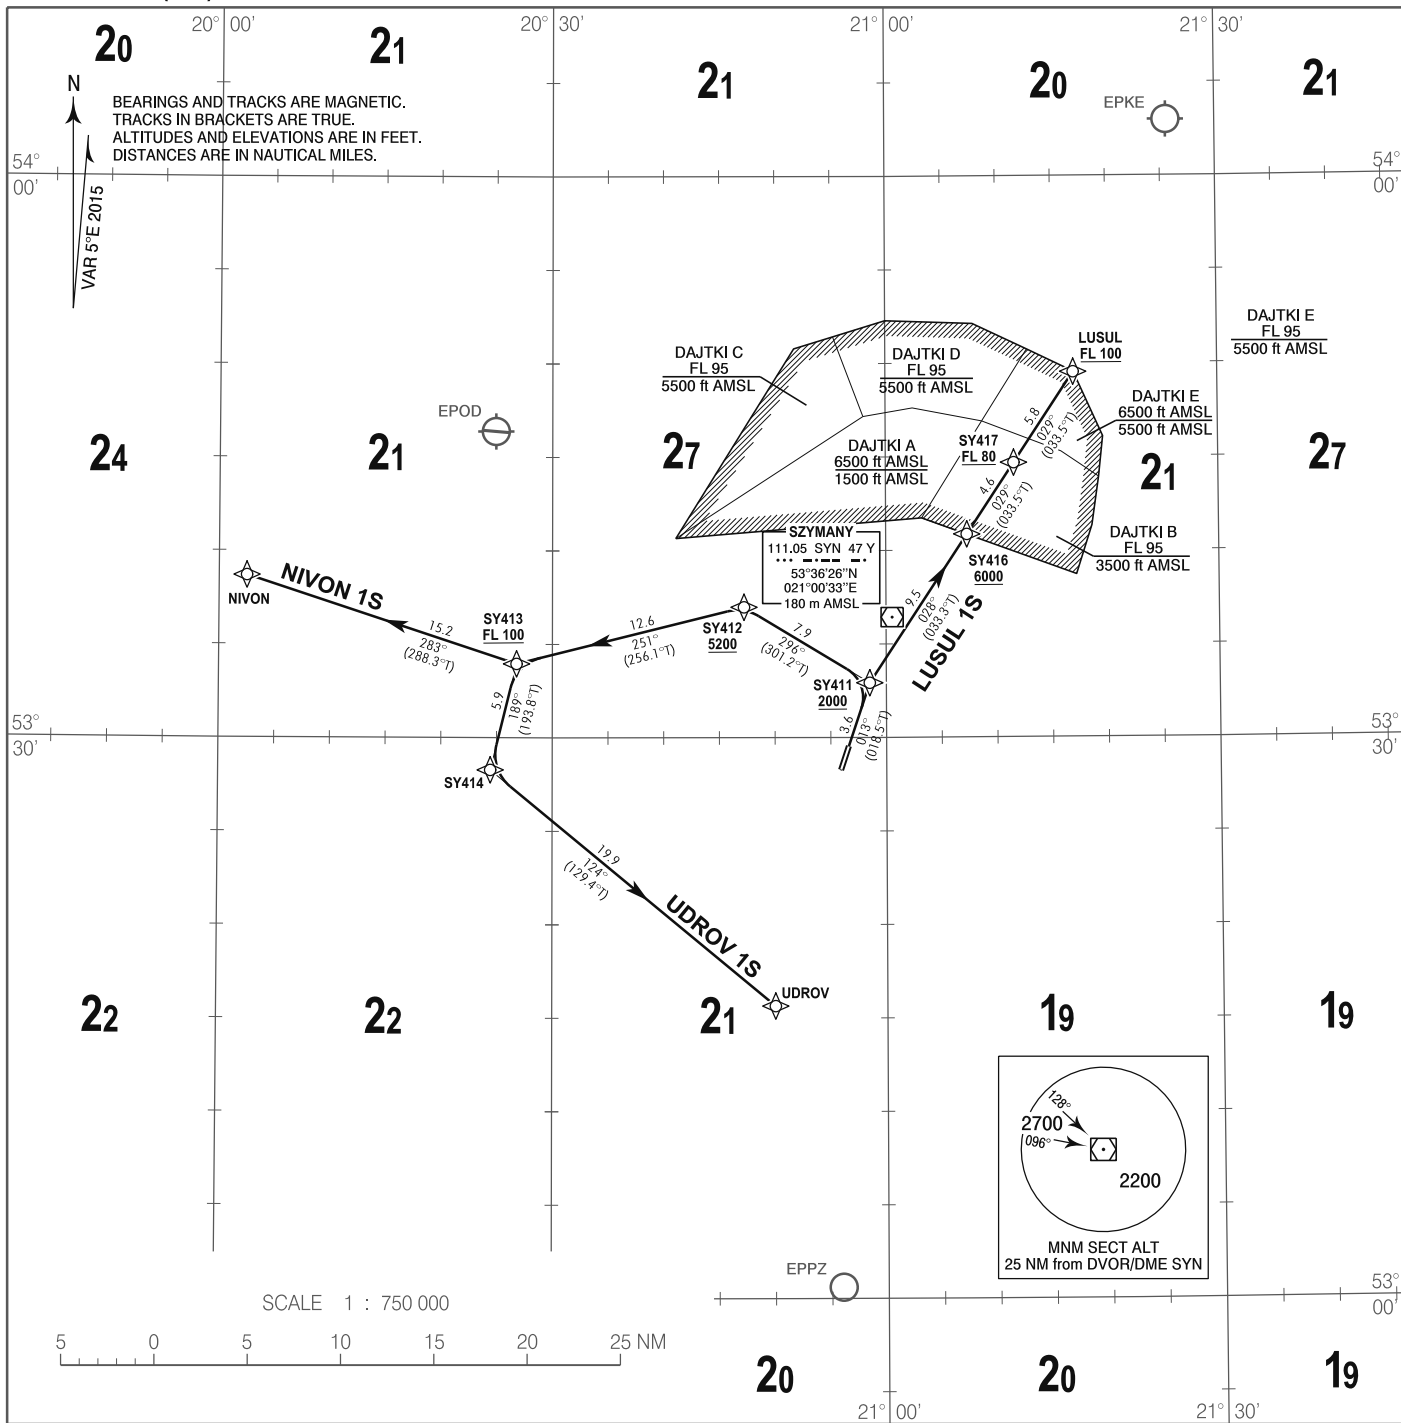 20° 00'
20° 30'
21° 00'
21° 30'
20
21
21
20
21
N
BEARINGS AND TRACKS ARE MAGNETIC.
TRACKS IN BRACKETS ARE TRUE.
ALTITUDES AND ELEVATIONS ARE IN FEET.
DISTANCES ARE IN NAUTICAL MILES.
EPKE
54°
00'
54°
00'
VAR 5°E 2015
DAJTKI C
FL 95
5500 ft AMSL
DAJTKI D
FL 95
5500 ft AMSL
LUSUL
FL 100
DAJTKI E
FL 95
5500 ft AMSL
EPOD
DAJTKI E
6500 ft AMSL
5500 ft AMSL
5.8
029°
(033.5°T)
24
21
27
DAJTKI A
6500 ft AMSL
1500 ft AMSL
SY417
FL 80
21
27
4.6
029°
(033.5°T)
DAJTKI B
FL 95
3500 ft AMSL
SZYMANY
111.05 SYN 47 Y
53°36'26"N
021°00'33"E
180 m AMSL
SY416
6000
NIVON
NIVON 1S
15.2
283°
(288.3°T)
SY413
FL 100
12.6
251°
(256.1°T)
SY412
5200
7.9
296°
(301.2°T)
9.5
028°
(033.3°T)
LUSUL 1S
SY411
2000
5.9
189°
(193.8°T)
3.6
013°
(018.5°T)
53°
30'
53°
30'
SY414
19.9
124°
(129.4°T)
UDROV 1S
UDROV
22
22
21
19
19
128°
2700
096°
2200
MNM SECT ALT
25 NM from DVOR/DME SYN
EPPZ
53°
00'
SCALE 1 : 750 000
5 0 5 10 15 20 25 NM
20
20
19
21° 00'
21° 30'